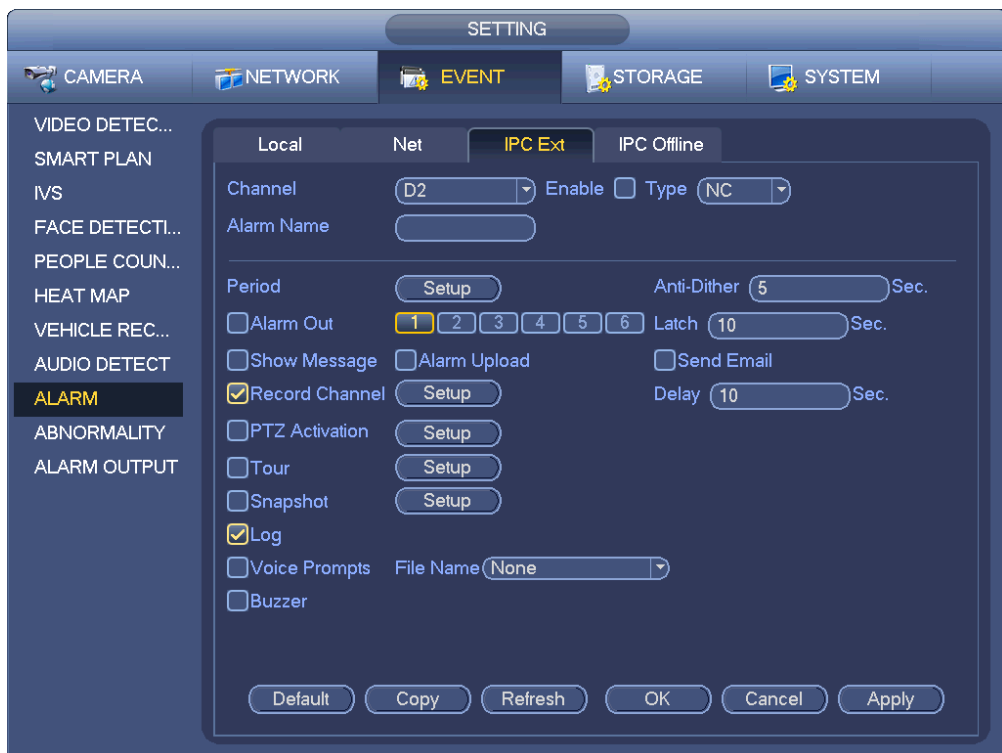 SETTING
CAMERA NETWORK EVENT STORAGE SYSTEM
VIDEO DETEC...
SMART PLAN
IVS
FACE DETECTI...
PEOPLE COUN...
HEAT MAP
VEHICLE REC...
AUDIO DETECT
ALARM
ABNORMALITY
ALARM OUTPUT
Local Net IPC Ext IPC Offline
Channel D2 Enable Type NC
Alarm Name
Period Setup Anti-Dither 5 Sec.
Alarm Out 1 2 3 4 5 6 Latch 10 Sec.
Show Message Alarm Upload Send Email
Record Channel Setup Delay 10 Sec.
PTZ Activation Setup
Tour Setup
Snapshot Setup
Log
Voice Prompts File Name None
Buzzer
Default Copy Refresh OK Cancel Apply